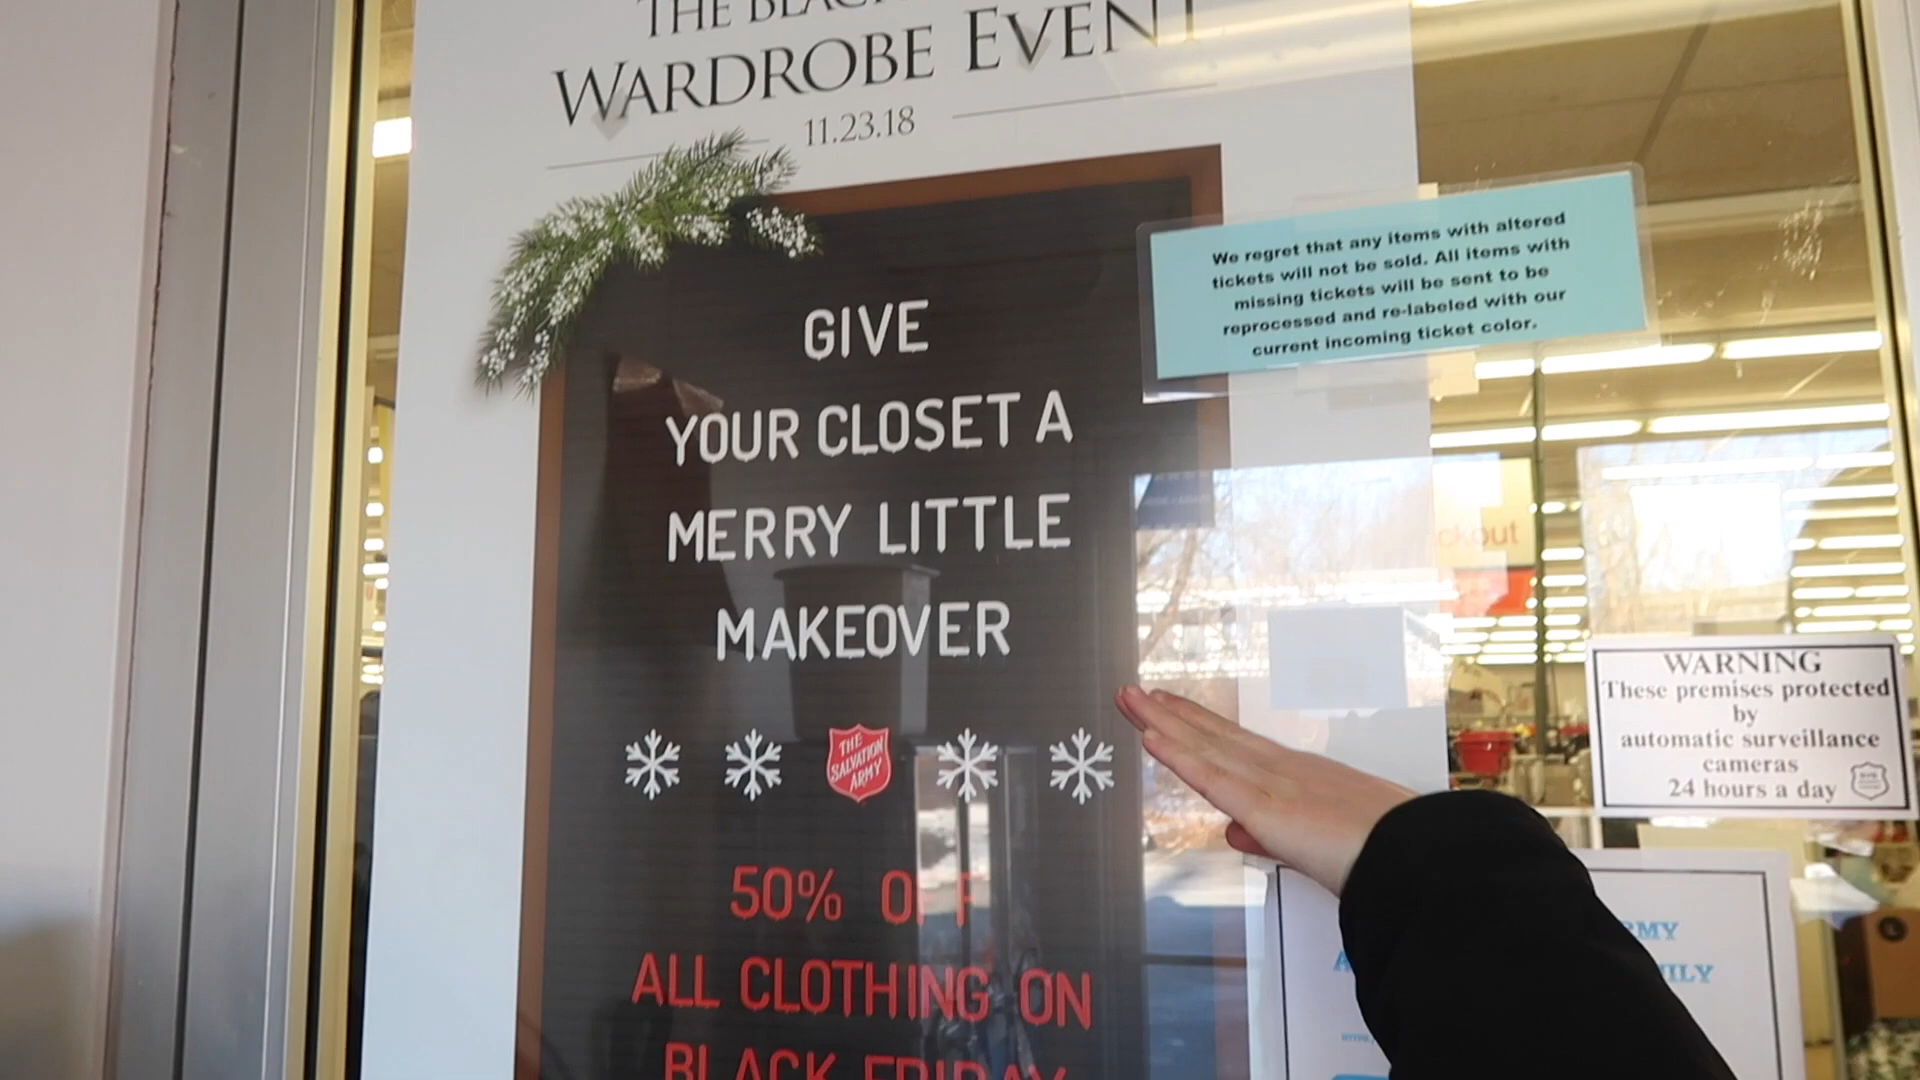 THE
WARDROBE EVENT
11.23.18
GIVE
YOUR CLOSET A
MERRY LITTLE
MAKEOVER
THE
SALVATION
ARMY
50% OFF
ALL CLOTHING ON
BLACK FRIDAY
We regret that any items with altered
tickets will not be sold. All items with
missing tickets will be sent to be
reprocessed and re-labeled with our
current incoming ticket color.
WARNING
These premises protected
by
automatic surveillance
cameras
24 hours a day